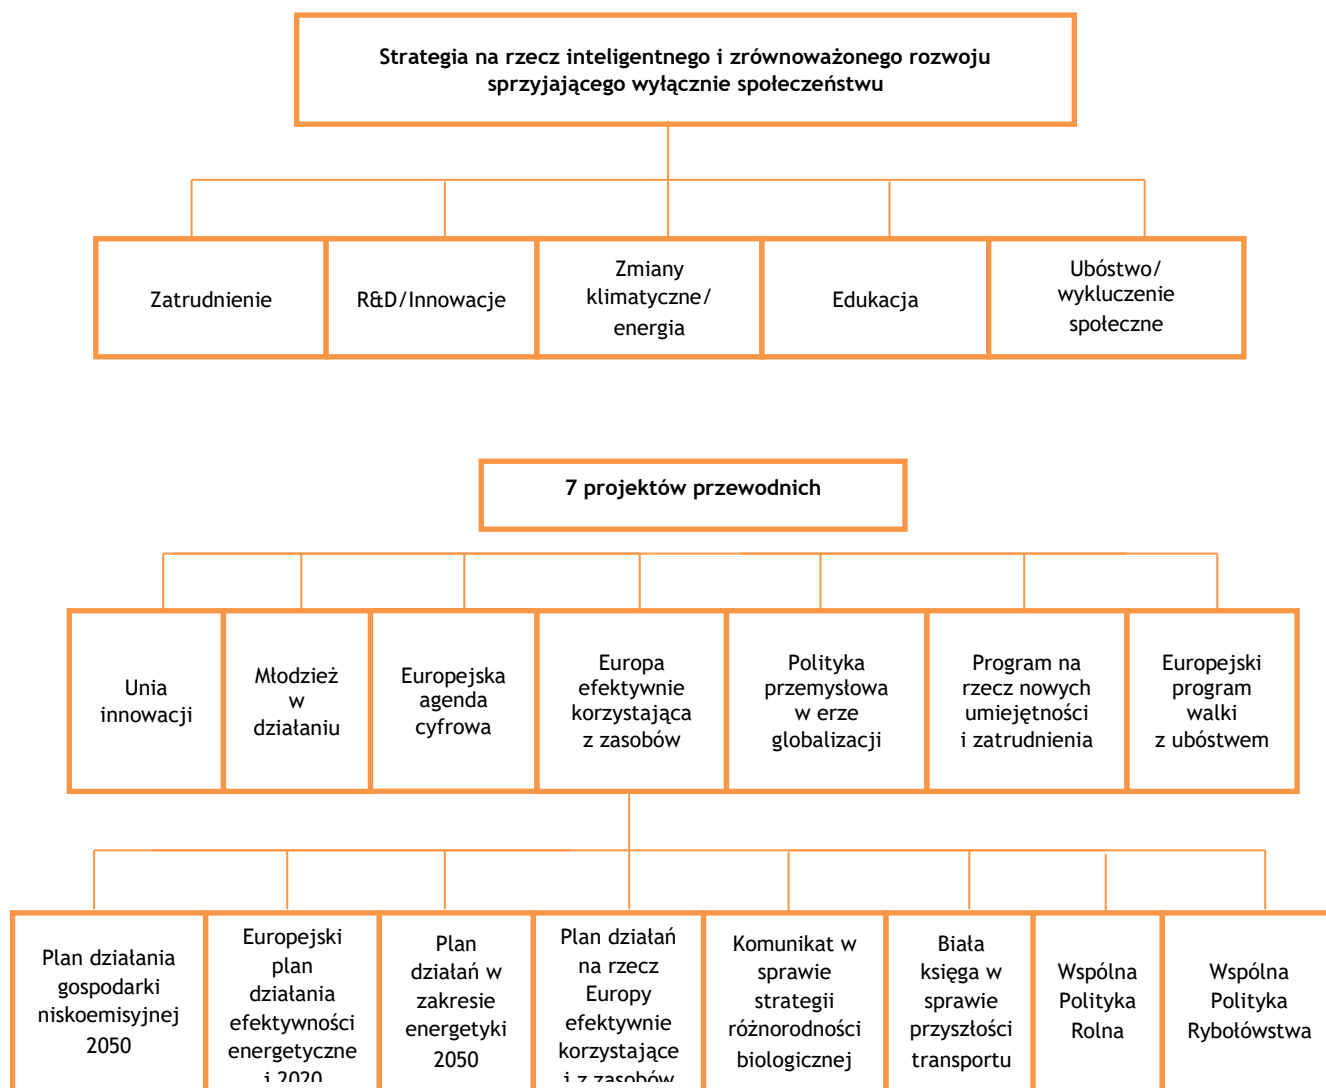 Strategia na rzecz inteligentnego i zrównoważonego rozwoju
sprzyjającego wyłącznie społeczeństwu
Zatrudnienie
R&D/Innowacje
Zmiany
klimatyczne/
energia
Edukacja
Ubóstwo/
wykluczenie
społeczne
7 projektów przewodnich
Unia
innowacji
Młodzież
w
działaniu
Europejska
agenda
cyfrowa
Europa
efektywnie
korzystająca
z zasobów
Polityka
przemysłowa
w erze
globalizacji
Program na
rzecz nowych
umiejętności
i zatrudnienia
Europejski
program
walki
z ubóstwem
Plan działania
gospodarki
niskoemisyjnej
2050
Europejski
plan
działania
efektywności
energetyczne
j 2020
Plan
działań w
zakresie
energetyki
2050
Plan działań
na rzecz
Europy
efektywnie
korzystające
j z zasobów
Komunikat w
sprawie
strategii
różnorodności
biologicznej
Biała
księga w
sprawie
przyszłości
transportu
Wspólna
Polityka
Rolna
Wspólna
Polityka
Rybołówstwa